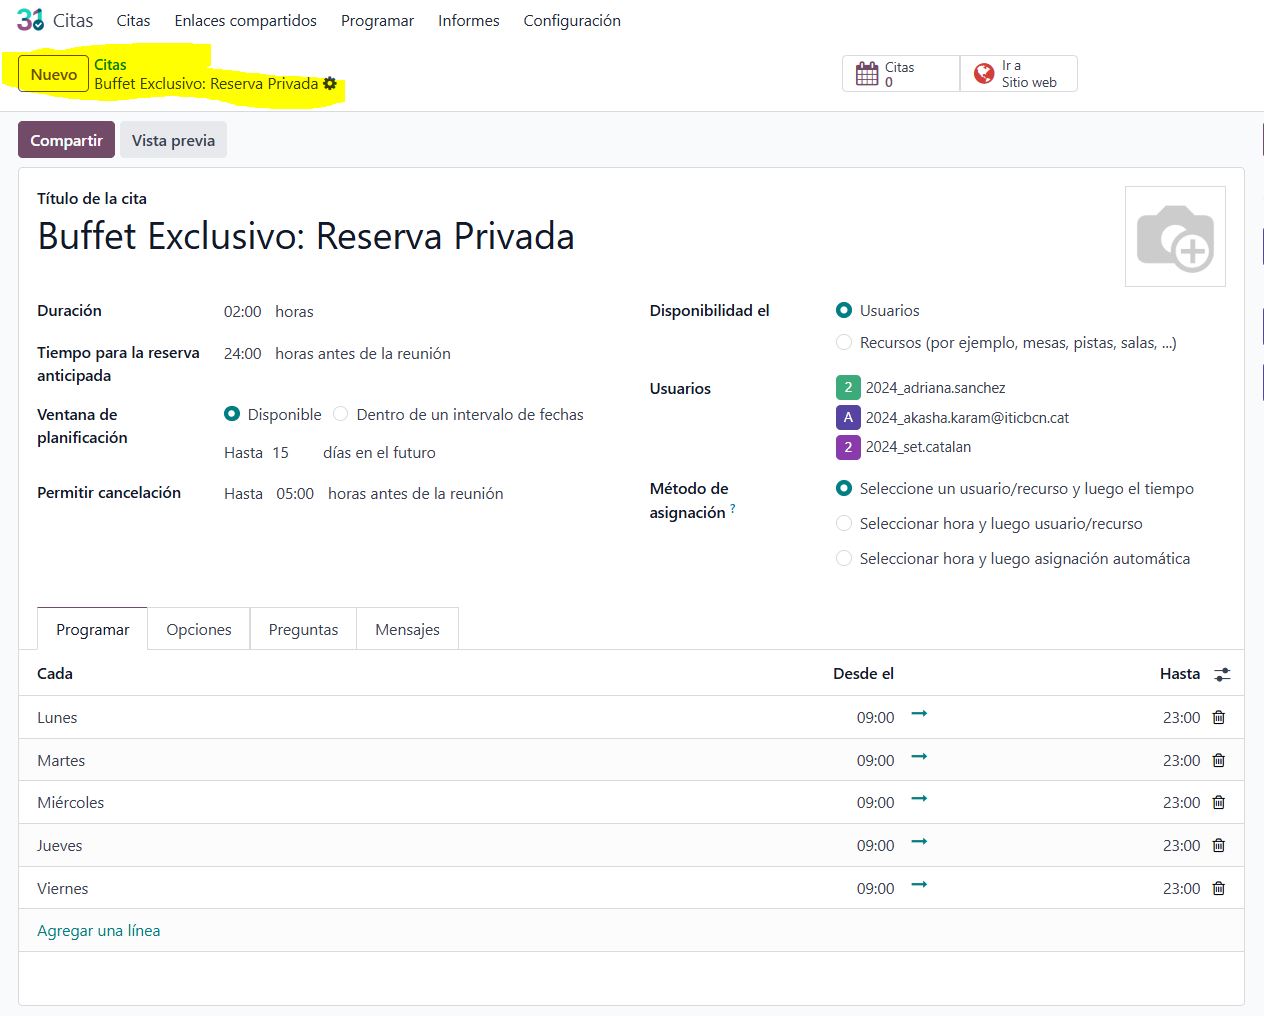 31 Citas Citas Enlaces compartidos Programar Informes Configuración
Nuevo
Citas
Buffet Exclusivo: Reserva Privada
Citas
0
Ir a
Sitio web
Compartir Vista previa
Título de la cita
Buffet Exclusivo: Reserva Privada
Duración 02:00 horas
Tiempo para la reserva
anticipada
24:00 horas antes de la reunión
Ventana de
planificación
Disponible Dentro de un intervalo de fechas
Hasta 15 días en el futuro
Permitir cancelación Hasta 05:00 horas antes de la reunión
Disponibilidad el Usuarios
Recursos (por ejemplo, mesas, pistas, salas, ...)
Usuarios
2 2024_adriana.sanchez
A 2024_akasha.karam@iticbcn.cat
2 2024_set.catalan
Método de
asignación ?
Seleccione un usuario/recurso y luego el tiempo
Seleccionar hora y luego usuario/recurso
Seleccionar hora y luego asignación automática
Programar Opciones Preguntas Mensajes
Cada Desde el Hasta
Lunes 09:00 23:00
Martes 09:00 23:00
Miércoles 09:00 23:00
Jueves 09:00 23:00
Viernes 09:00 23:00
Agregar una línea